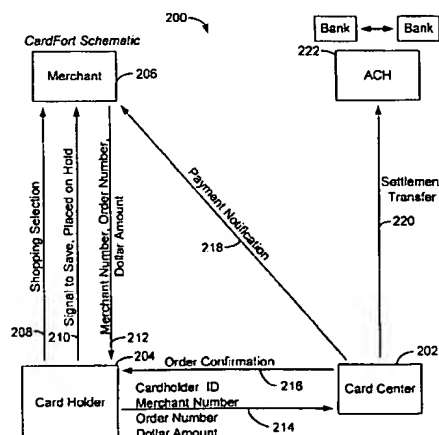 200
Bank
Bank
CardFort Schematic
222
ACH
Merchant
206
Shopping Selection
Signal to Save, Placed on Hold
Merchant Number, Order Number,
Dollar Amount
Payment Notification
218
Settlement
Transfer
220
208
210
212
204
202
Order Confirmation
216
Card Holder
Cardholder ID
Merchant Number
Order Number
Dollar Amount
214
Card Center